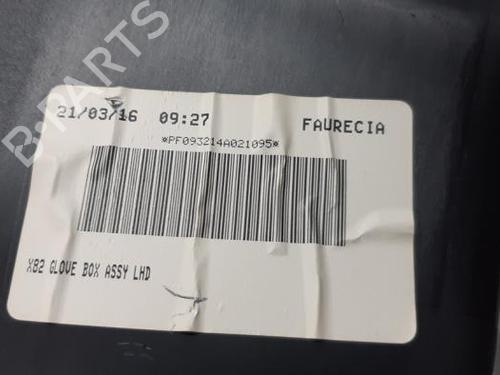 B-PARTS
21/03/16 09:27 FAURECIA
*PF093214A021095*
X82 GLOVE BOX ASSY LHD